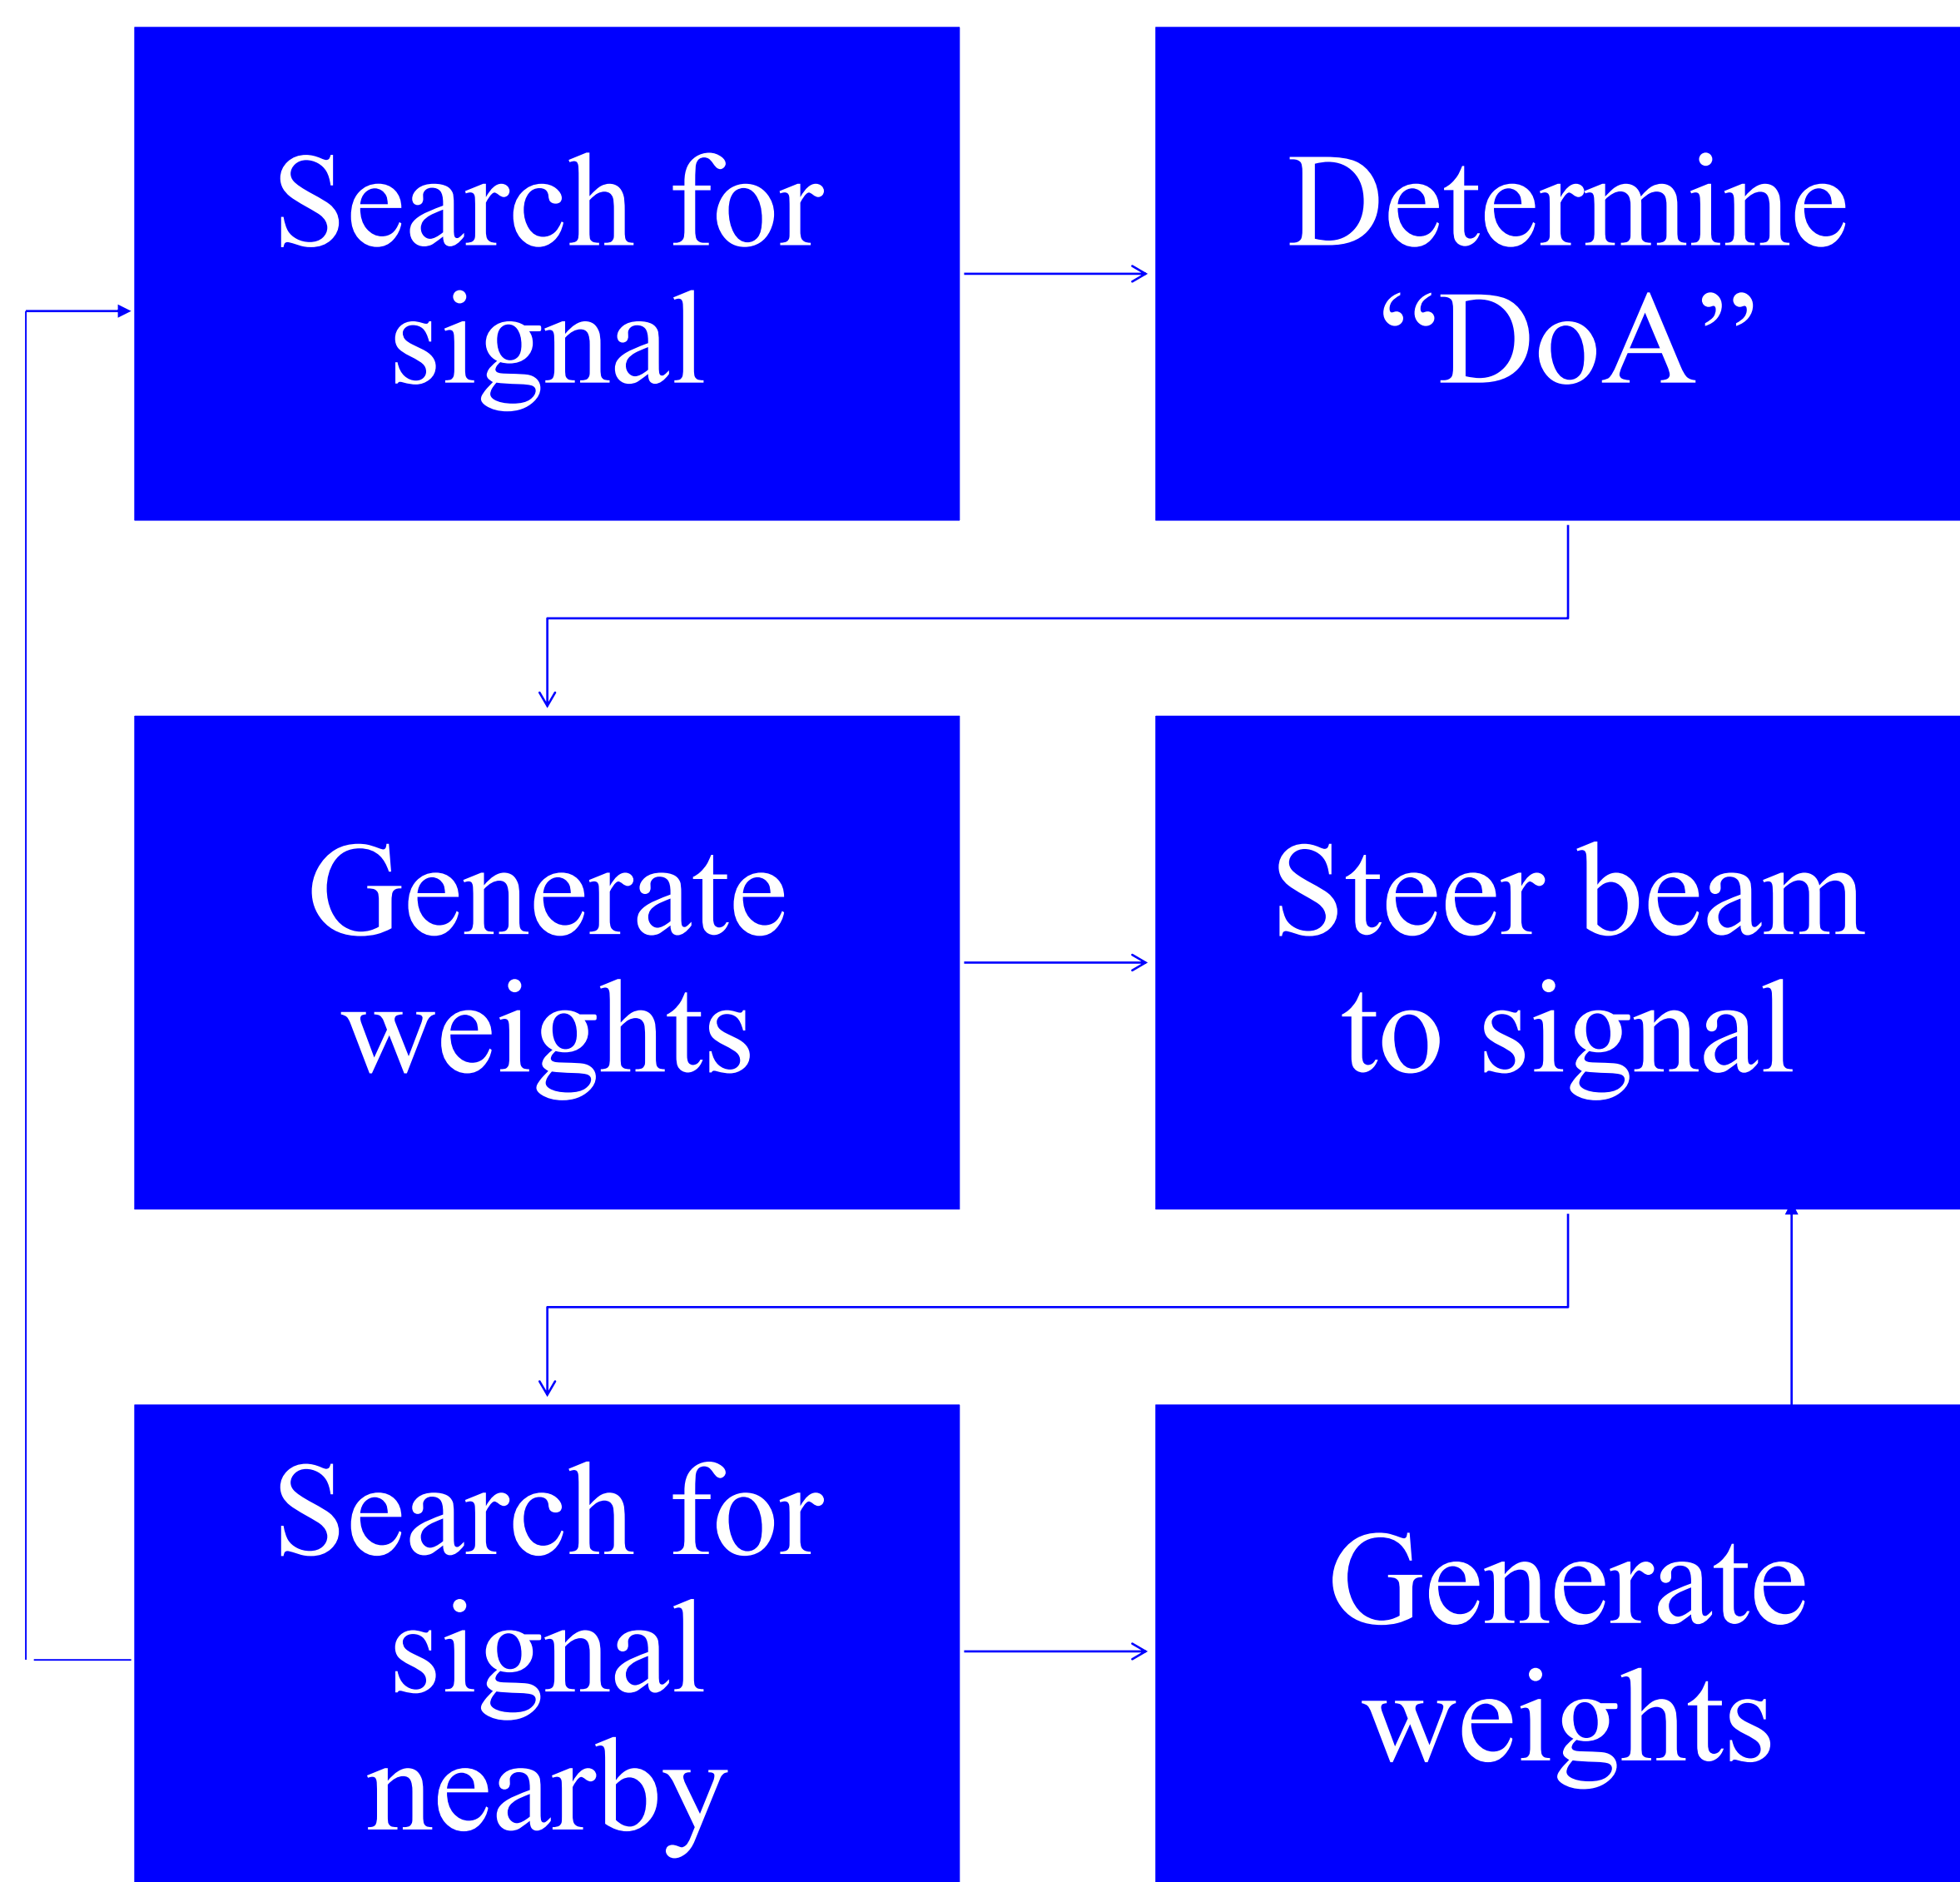 Search for
signal
Determine
“DoA”
Generate
weights
Steer beam
to signal
Search for
signal
nearby
Generate
weights